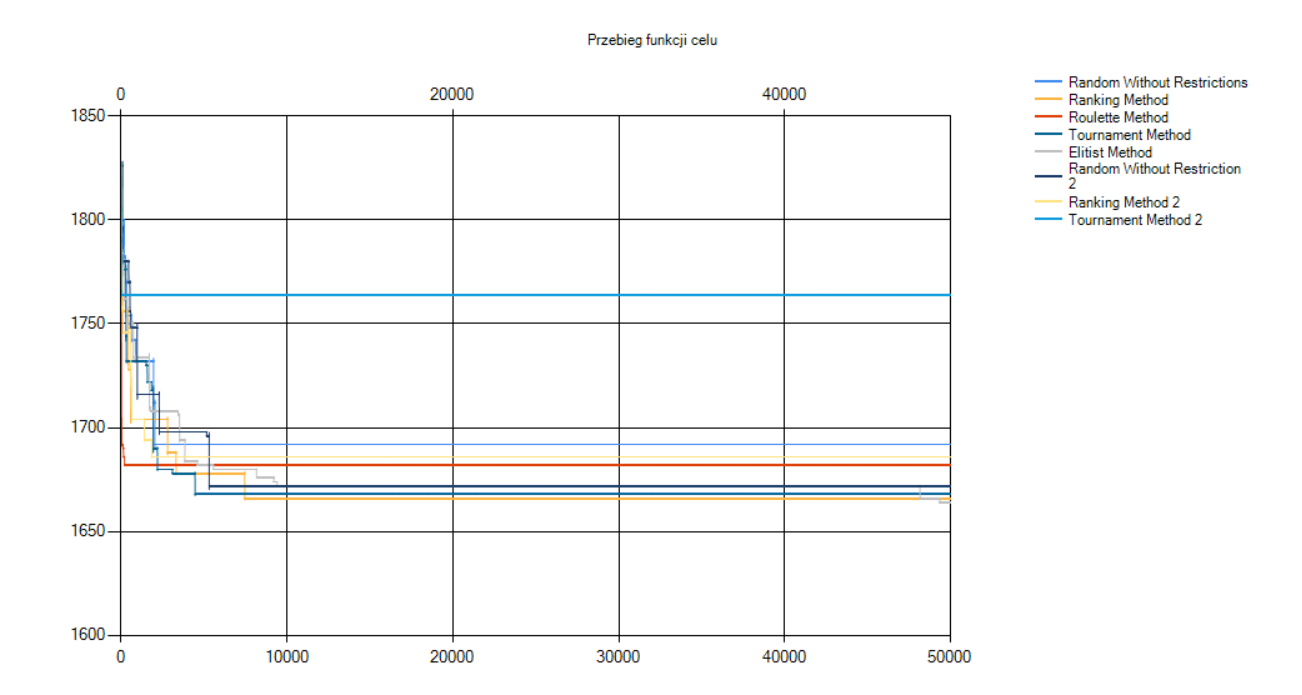 Przebieg funkcji celu
0 20000 40000
1850
1800
1750
1700
1650
1600
0 10000 20000 30000 40000 50000
Random Without Restrictions
Ranking Method
Roulette Method
Tournament Method
Elitist Method
Random Without Restriction
2
Ranking Method 2
Tournament Method 2